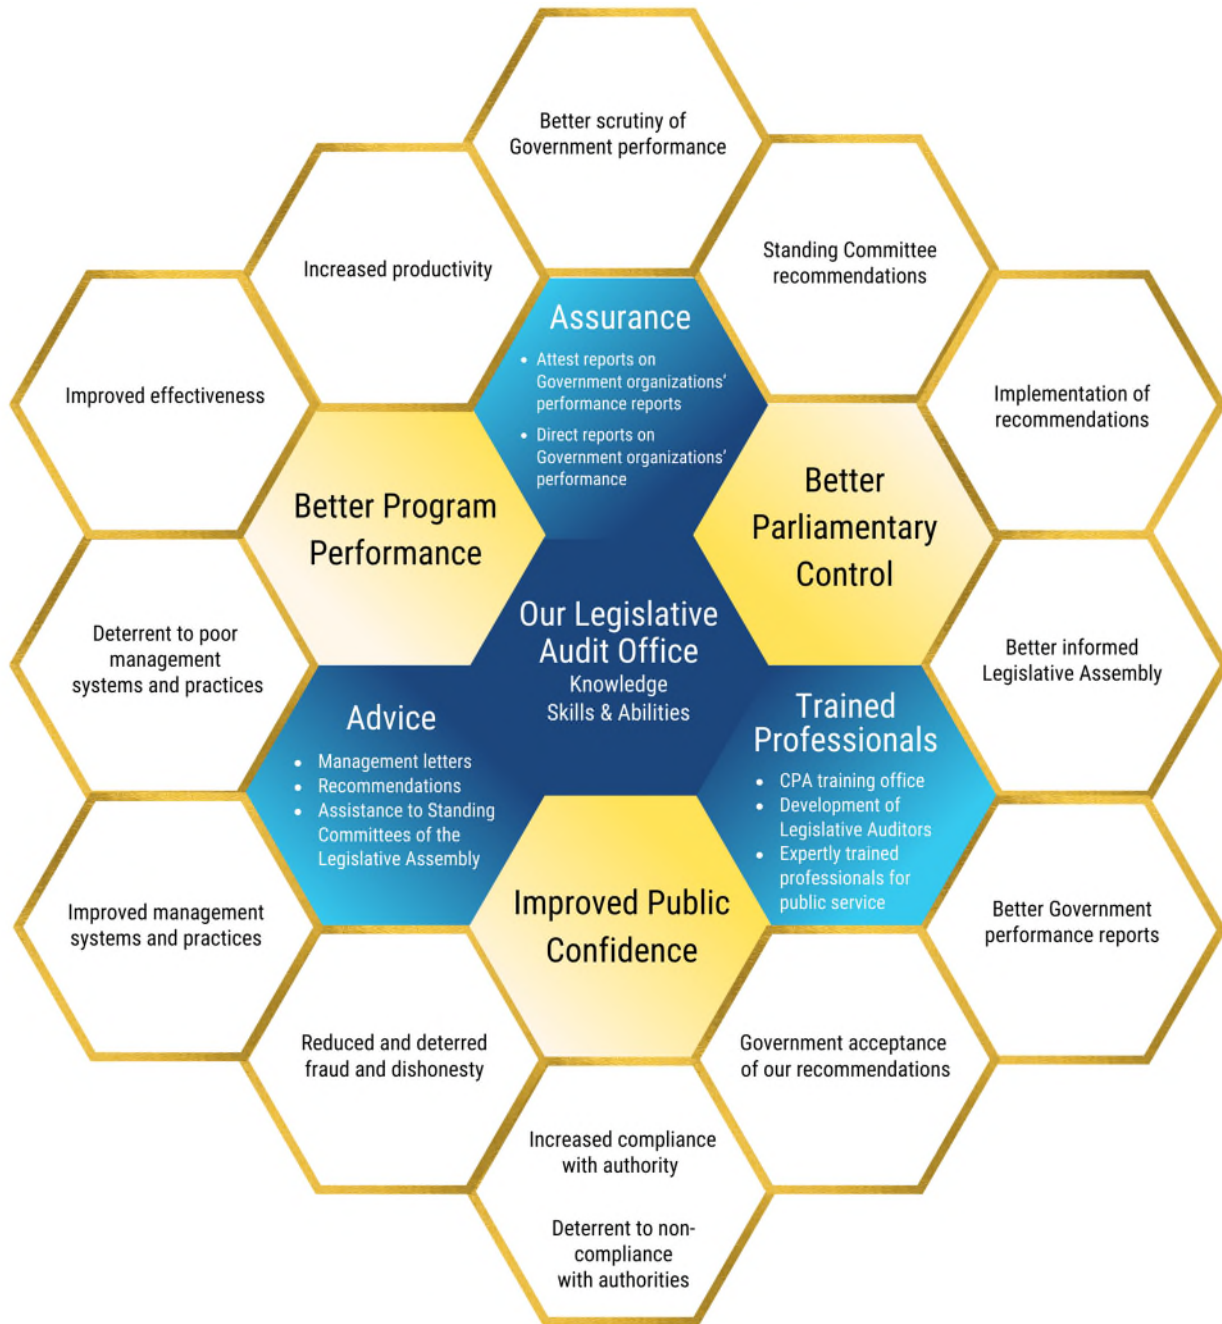 Better scrutiny of
Government performance
Increased productivity
Standing Committee
recommendations
Assurance
• Attest reports on
Government organizations'
performance reports
• Direct reports on
Government organizations'
performance
Improved effectiveness
Implementation of
recommendations
Better Program
Performance
Better
Parliamentary
Control
Our Legislative
Audit Office
Knowledge
Skills & Abilities
Deterrent to poor
management
systems and practices
Better informed
Legislative Assembly
Advice
• Management letters
• Recommendations
• Assistance to Standing
Committees of the
Legislative Assembly
Trained
Professionals
• CPA training office
• Development of
Legislative Auditors
• Expertly trained
professionals for
public service
Improved Public
Confidence
Improved management
systems and practices
Better Government
performance reports
Reduced and deterred
fraud and dishonesty
Government acceptance
of our recommendations
Increased compliance
with authority
Deterrent to non-
compliance
with authorities